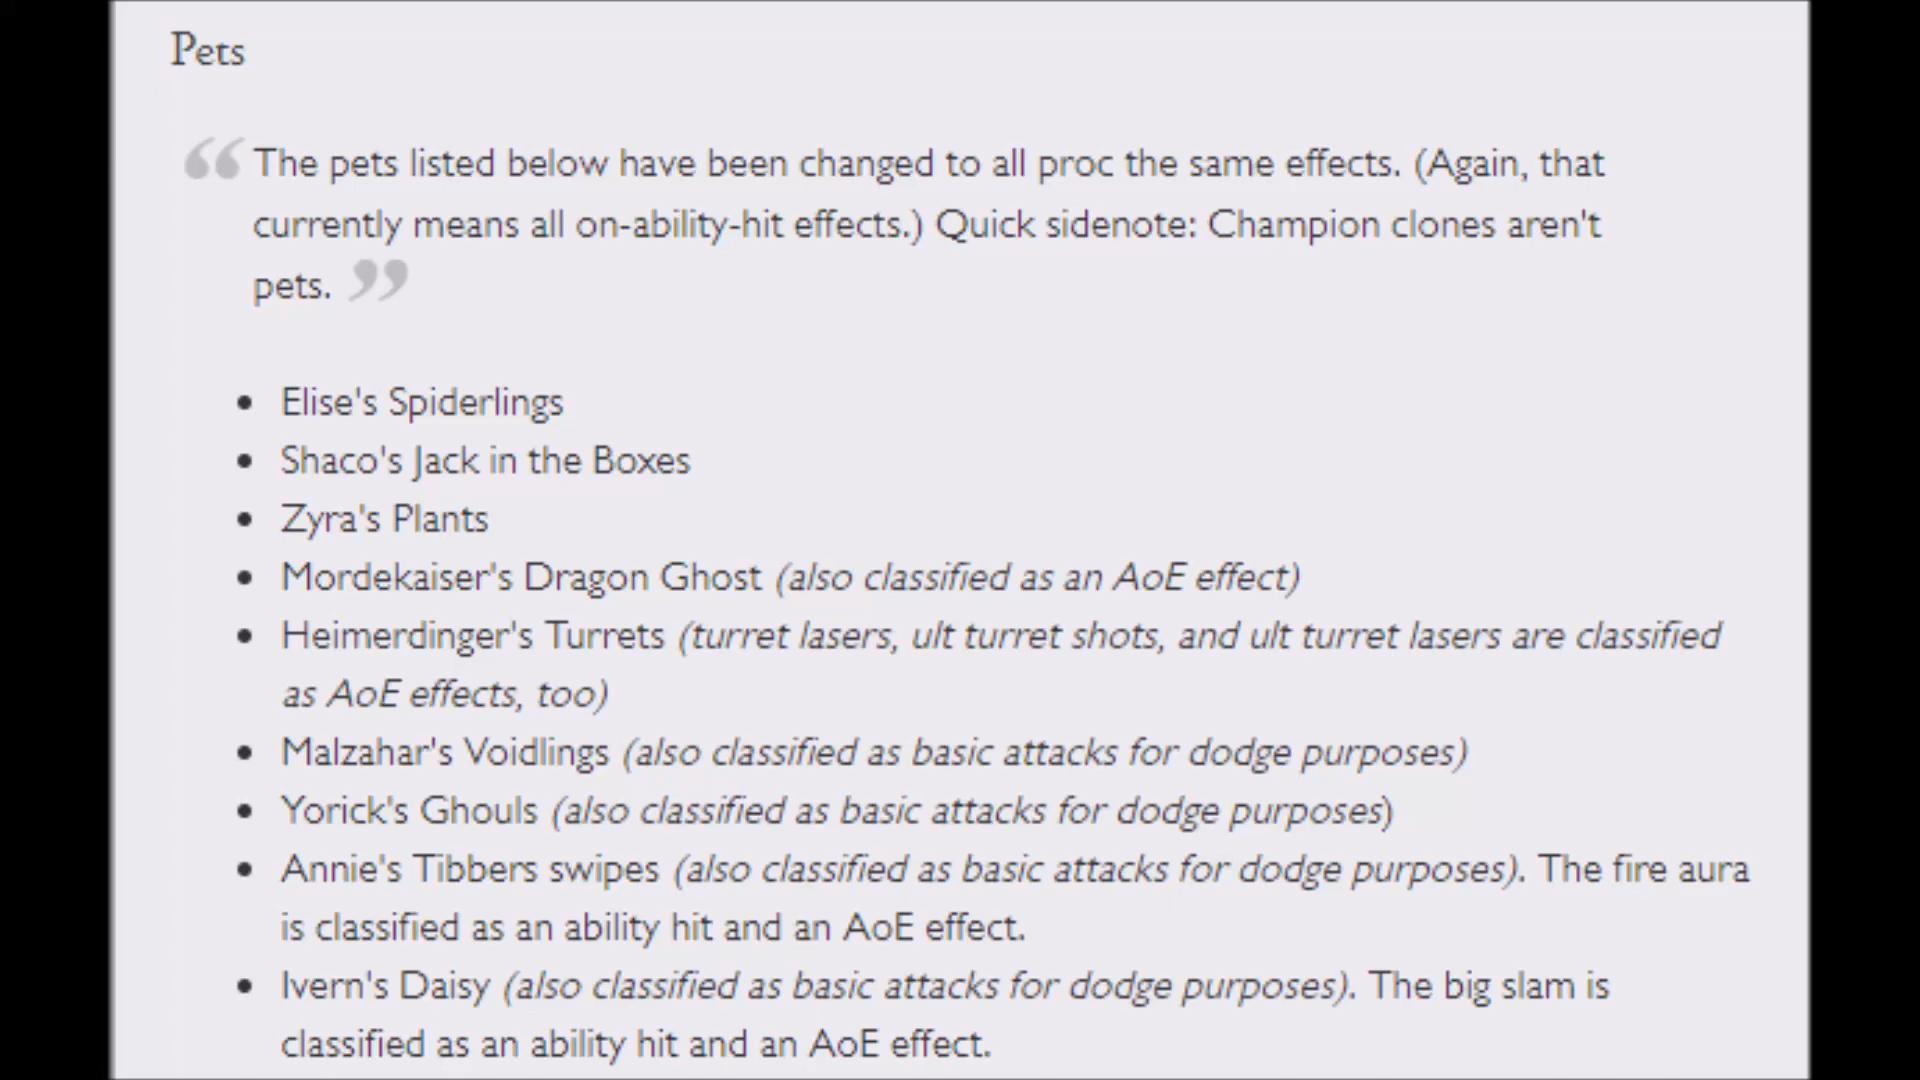 Pets
“The pets listed below have been changed to all proc the same effects. (Again, that
currently means all on-ability-hit effects.) Quick sidenote: Champion clones aren't
pets. ”
• Elise's Spiderlings
• Shaco's Jack in the Boxes
• Zyra's Plants
• Mordekaiser's Dragon Ghost (also classified as an AoE effect)
• Heimerdinger's Turrets (turret lasers, ult turret shots, and ult turret lasers are classified
as AoE effects, too)
• Malzahar's Voidlings (also classified as basic attacks for dodge purposes)
• Yorick's Ghouls (also classified as basic attacks for dodge purposes)
• Annie's Tibbers swipes (also classified as basic attacks for dodge purposes). The fire aura
is classified as an ability hit and an AoE effect.
• Ivern's Daisy (also classified as basic attacks for dodge purposes). The big slam is
classified as an ability hit and an AoE effect.